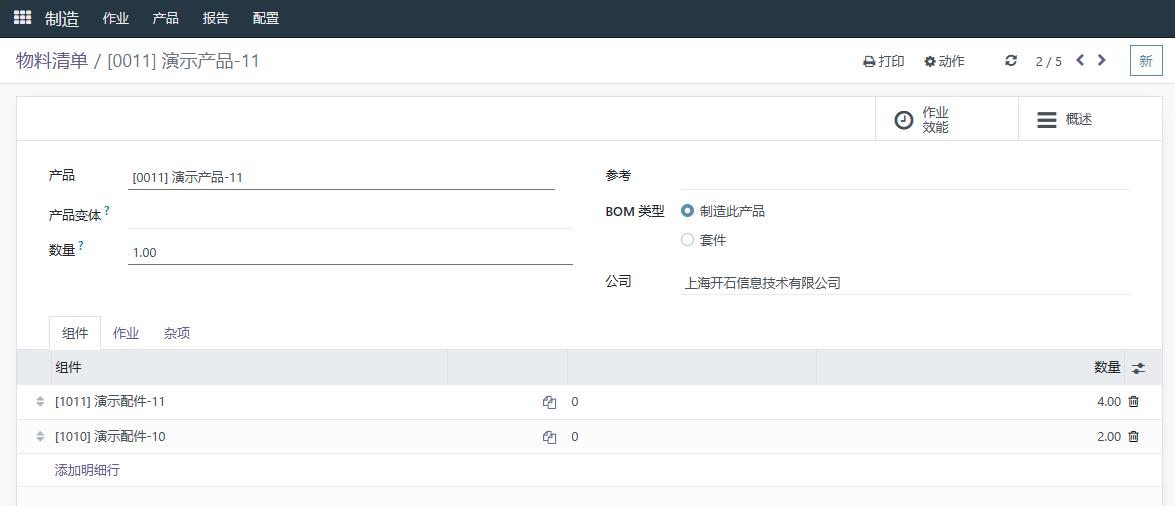 制造 作业 产品 报告 配置
物料清单 / [0011] 演示产品-11 打印 动作 2 / 5 新
作业
效能
概述
产品 [0011] 演示产品-11 参考
产品变体 ? BOM 类型 制造此产品
套件
数量 ? 1.00
公司 上海开石信息技术有限公司
组件 作业 杂项
组件 数量
[1011] 演示配件-11 0 4.00
[1010] 演示配件-10 0 2.00
添加明细行